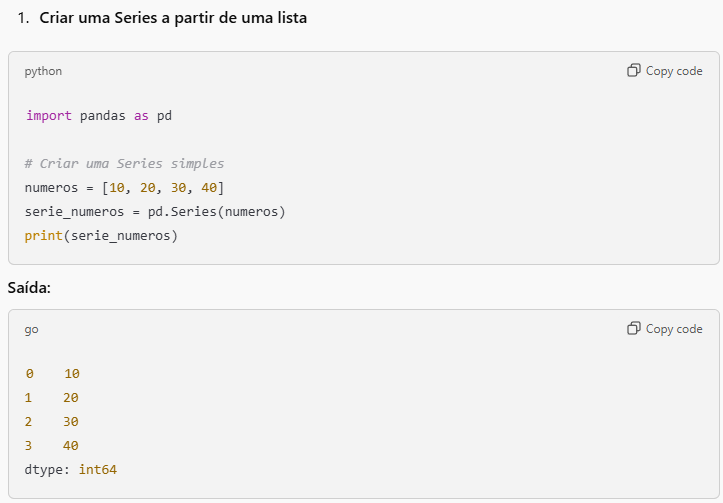 1. Criar uma Series a partir de uma lista
python
Copy code
import pandas as pd
# Criar uma Series simples
numeros = [10, 20, 30, 40]
serie_numeros = pd.Series(numeros)
print(serie_numeros)
Saída:
go
Copy code
0    10
1    20
2    30
3    40
dtype: int64